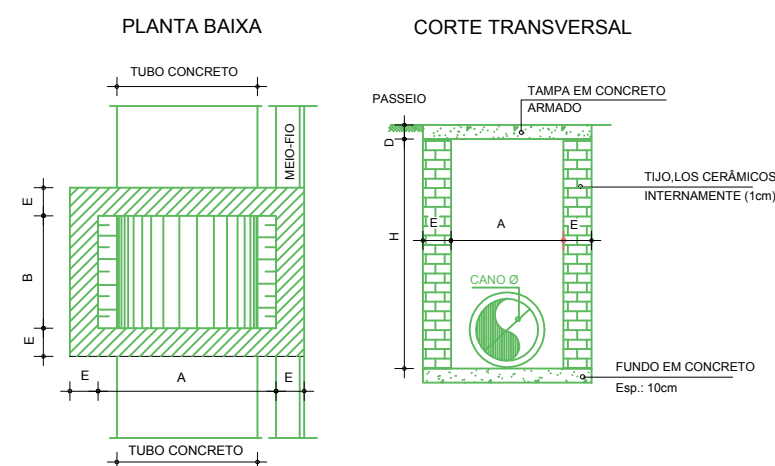 PLANTA BAIXA
TUBO CONCRETO
MEIO-FIO
E
B
E
E
A
E
TUBO CONCRETO
CORTE TRANSVERSAL
PASSEIO
TAMPA EM CONCRETO
ARMADO
D
TIJO,LOS CERÂMICOS
INTERNAMENTE (1cm)
E
A
E
H
CANO Ø
FUNDO EM CONCRETO
Esp.: 10cm